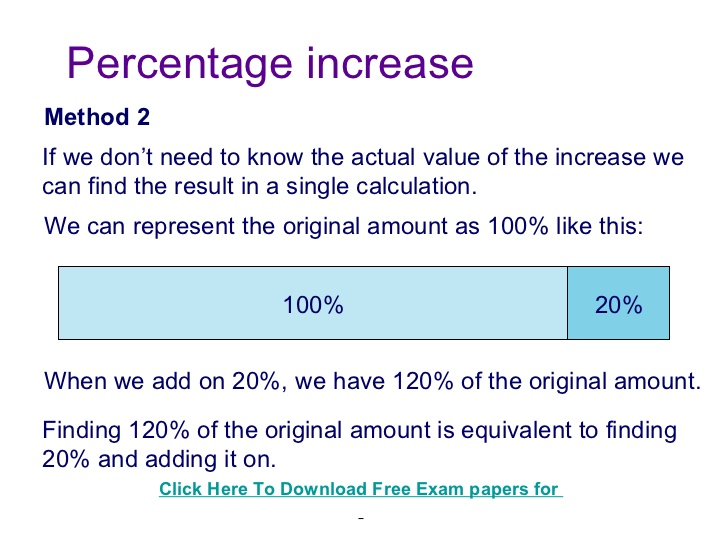 Percentage increase
Method 2
If we don’t need to know the actual value of the increase we
can find the result in a single calculation.
We can represent the original amount as 100% like this:
100% 20%
When we add on 20%, we have 120% of the original amount.
Finding 120% of the original amount is equivalent to finding
20% and adding it on.
Click Here To Download Free Exam papers for